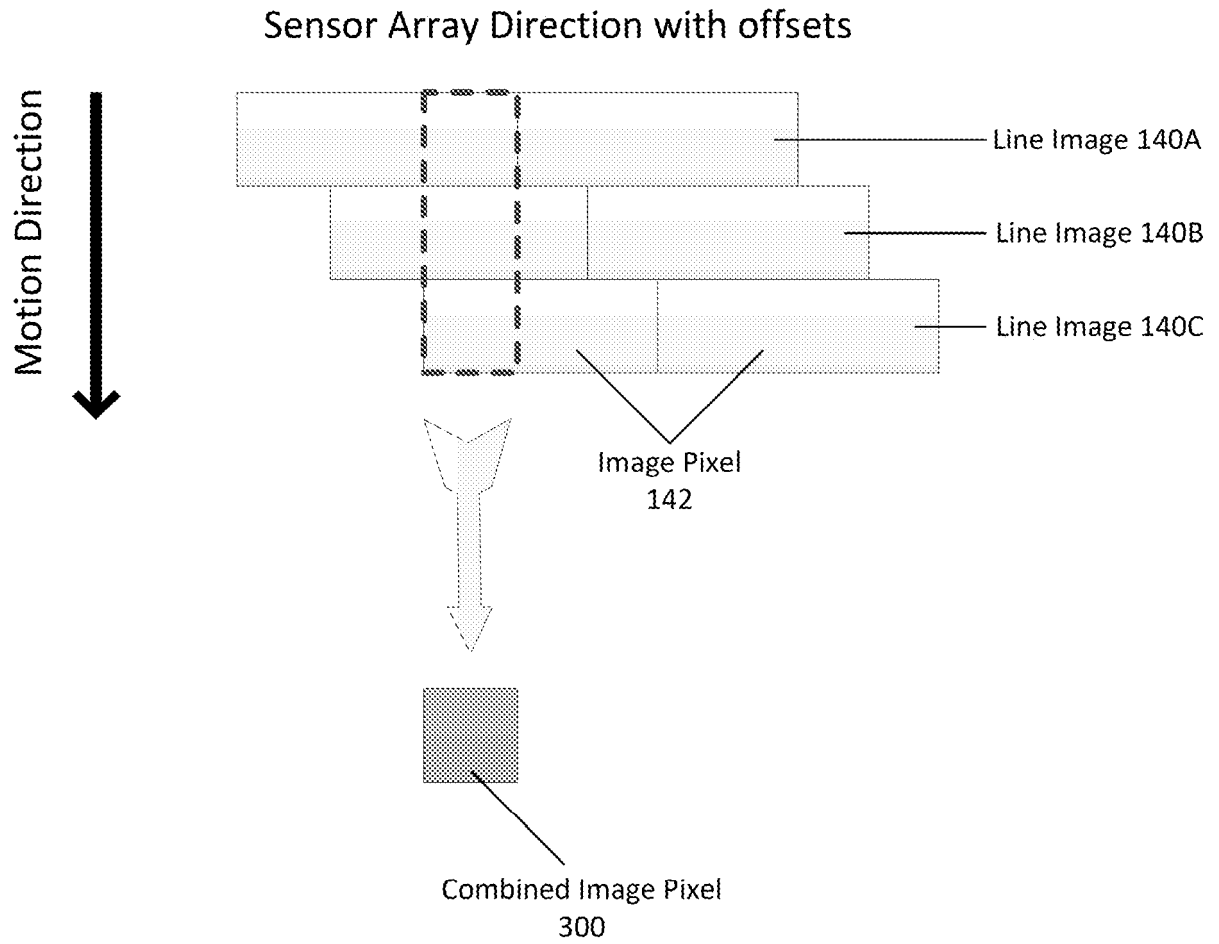 Sensor Array Direction with offsets
Motion Direction
Line Image 140A
Line Image 140B
Line Image 140C
Image Pixel
142
Combined Image Pixel
300